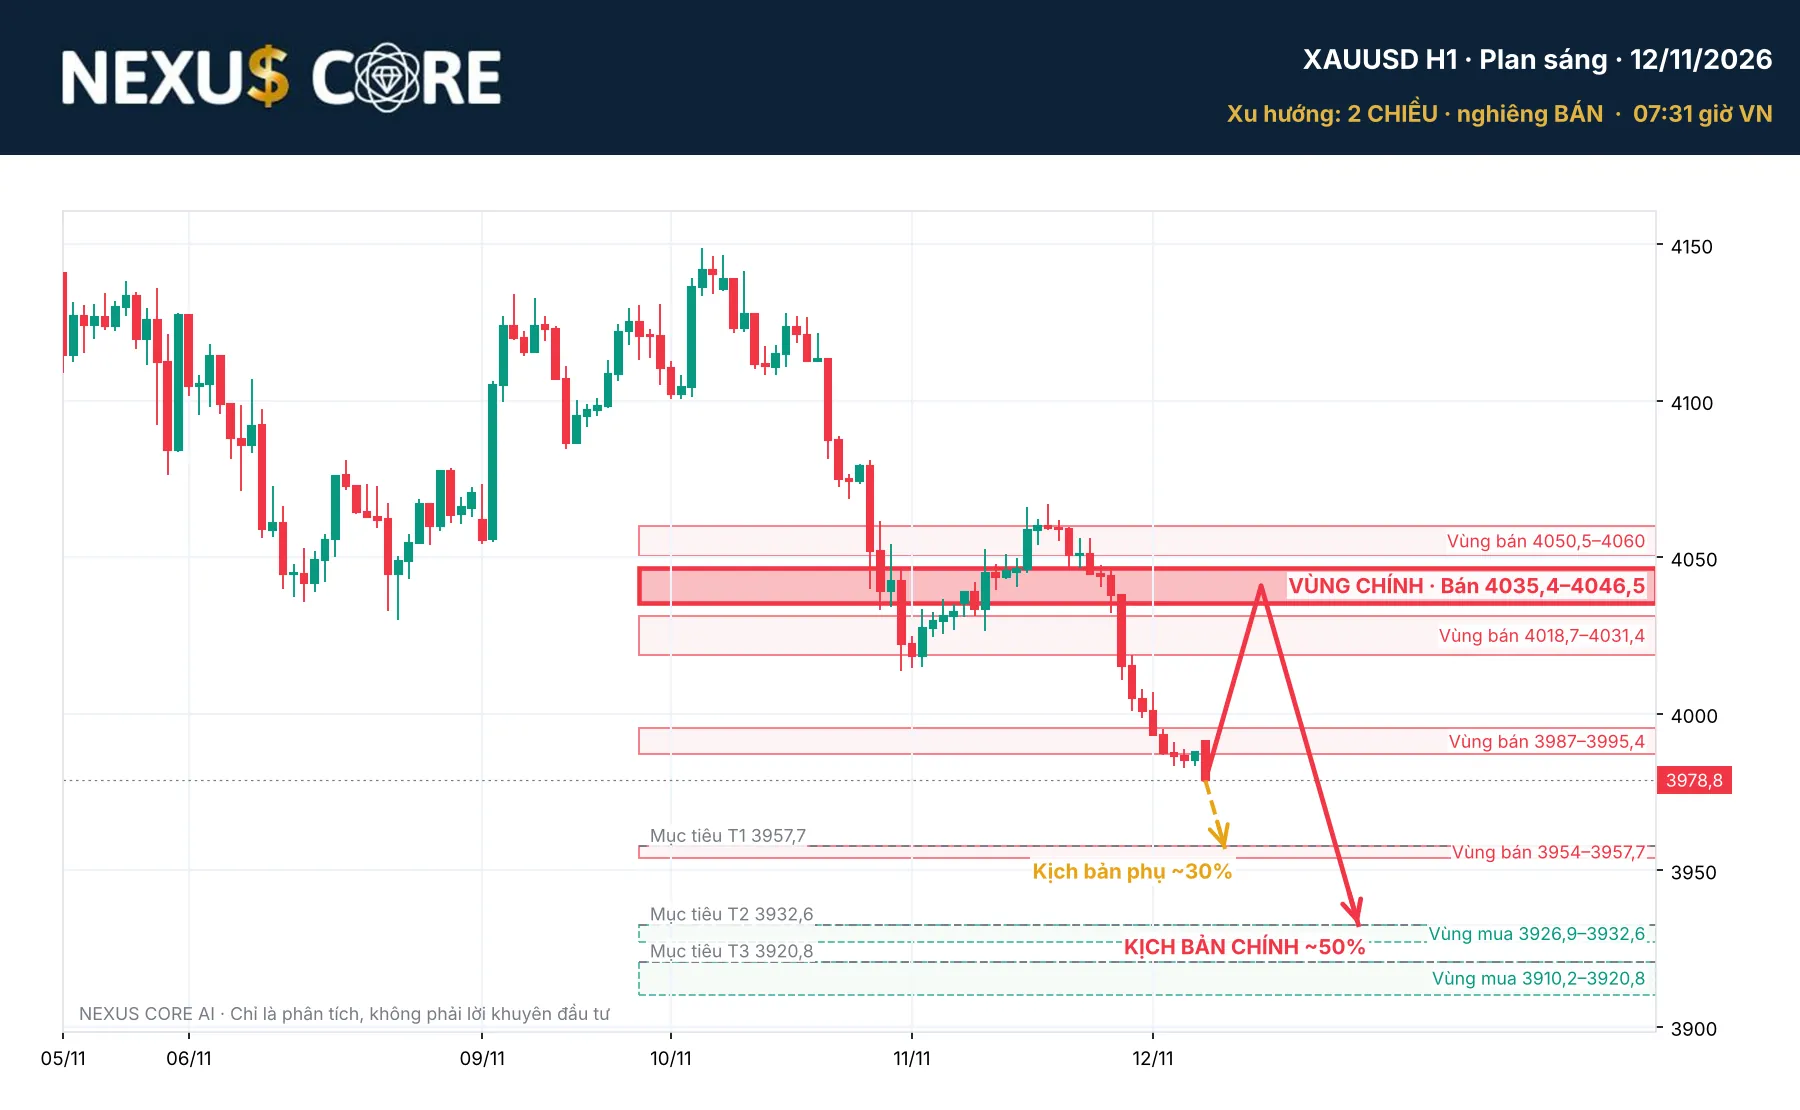 NEXU$ CORE
XAUUSD H1 · Plan sáng · 12/11/2026
Xu hướng: 2 CHIỀU · nghiêng BÁN · 07:31 giờ VN
4150
4100
Vùng bán 4050,5–4060
4050
VÙNG CHÍNH · Bán 4035,4–4046,5
Vùng bán 4018,7–4031,4
4000
Vùng bán 3987–3995,4
3978,8
Mục tiêu T1 3957,7
Vùng bán 3954–3957,7
Kịch bản phụ ~30%
3950
Mục tiêu T2 3932,6
Vùng mua 3926,9–3932,6
KỊCH BẢN CHÍNH ~50%
Mục tiêu T3 3920,8
Vùng mua 3910,2–3920,8
NEXUS CORE AI · Chỉ là phân tích, không phải lời khuyên đầu tư
3900
05/11 06/11 09/11 10/11 11/11 12/11